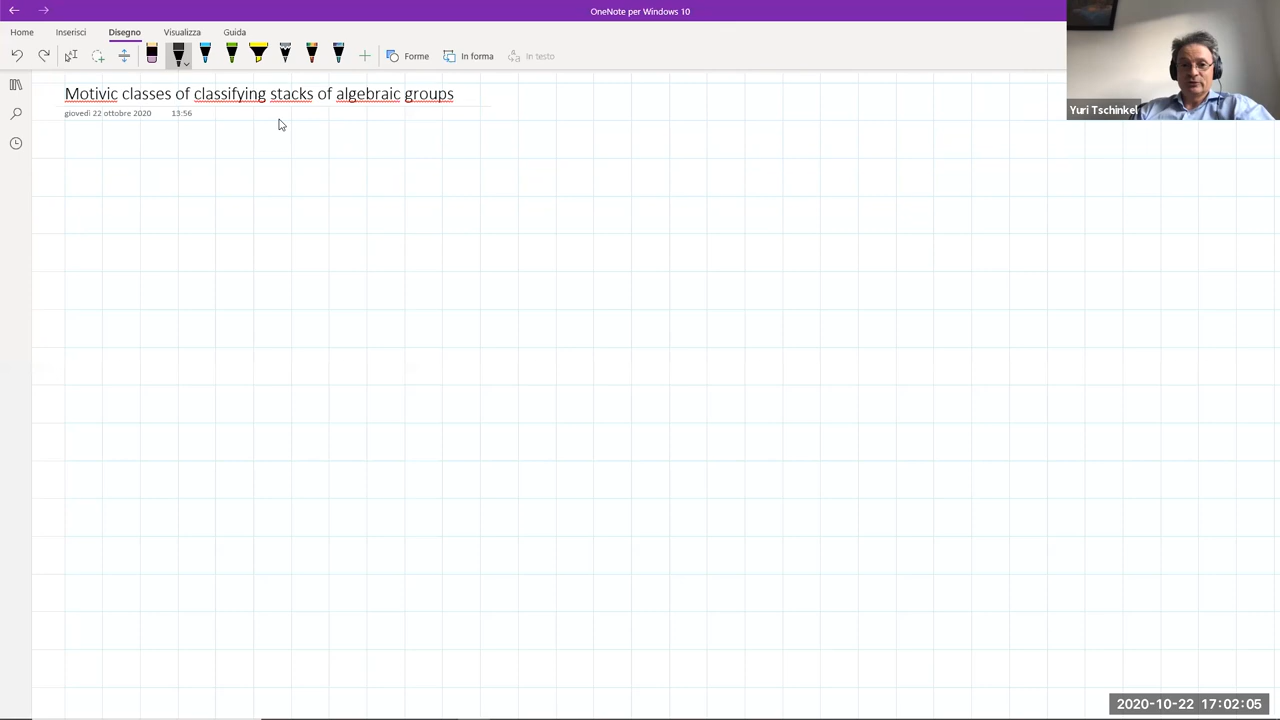 OneNote per Windows 10
Home Inserisci Disegno Visualizza Guida
Forme In forma In testo
Motivic classes of classifying stacks of algebraic groups
giovedì 22 ottobre 2020 13:56
Yuri Tschinkel
2020-10-22 17:02:05